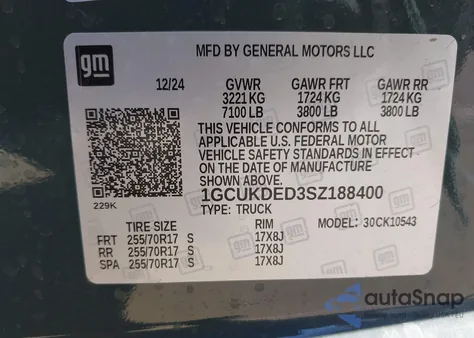 gm
MFD BY GENERAL MOTORS LLC
12/24 GVWR GAWR FRT GAWR RR
3221 KG 1724 KG 1724 KG
7100 LB 3800 LB 3800 LB
THIS VEHICLE CONFORMS TO ALL
APPLICABLE U.S. FEDERAL MOTOR
VEHICLE SAFETY STANDARDS IN EFFECT
ON THE DATE OF MANUFACTURE
SHOWN ABOVE.
1GCUKDED3SZ188400
229K
TYPE: TRUCK
MODEL: 30CK10543
TIRE SIZE RIM
FRT 255/70R17 S 17X8J
RR 255/70R17 S 17X8J
SPA 255/70R17 S 17X8J
autoSnap